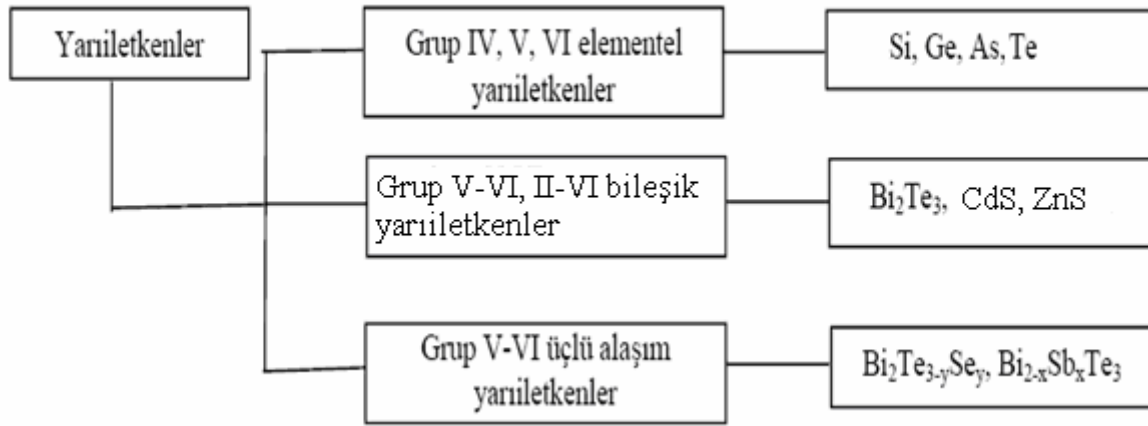 Yarıiletkenler
Grup IV, V, VI elementel
yarıiletkenler
Si, Ge, As, Te
Grup V-VI, II-VI bileşik
yarıiletkenler
Bi₂Te₃, CdS, ZnS
Grup V-VI üçlü alaşım
yarıiletkenler
Bi₂Te₃₋ySey, Bi₂₋ₓSbₓTe₃